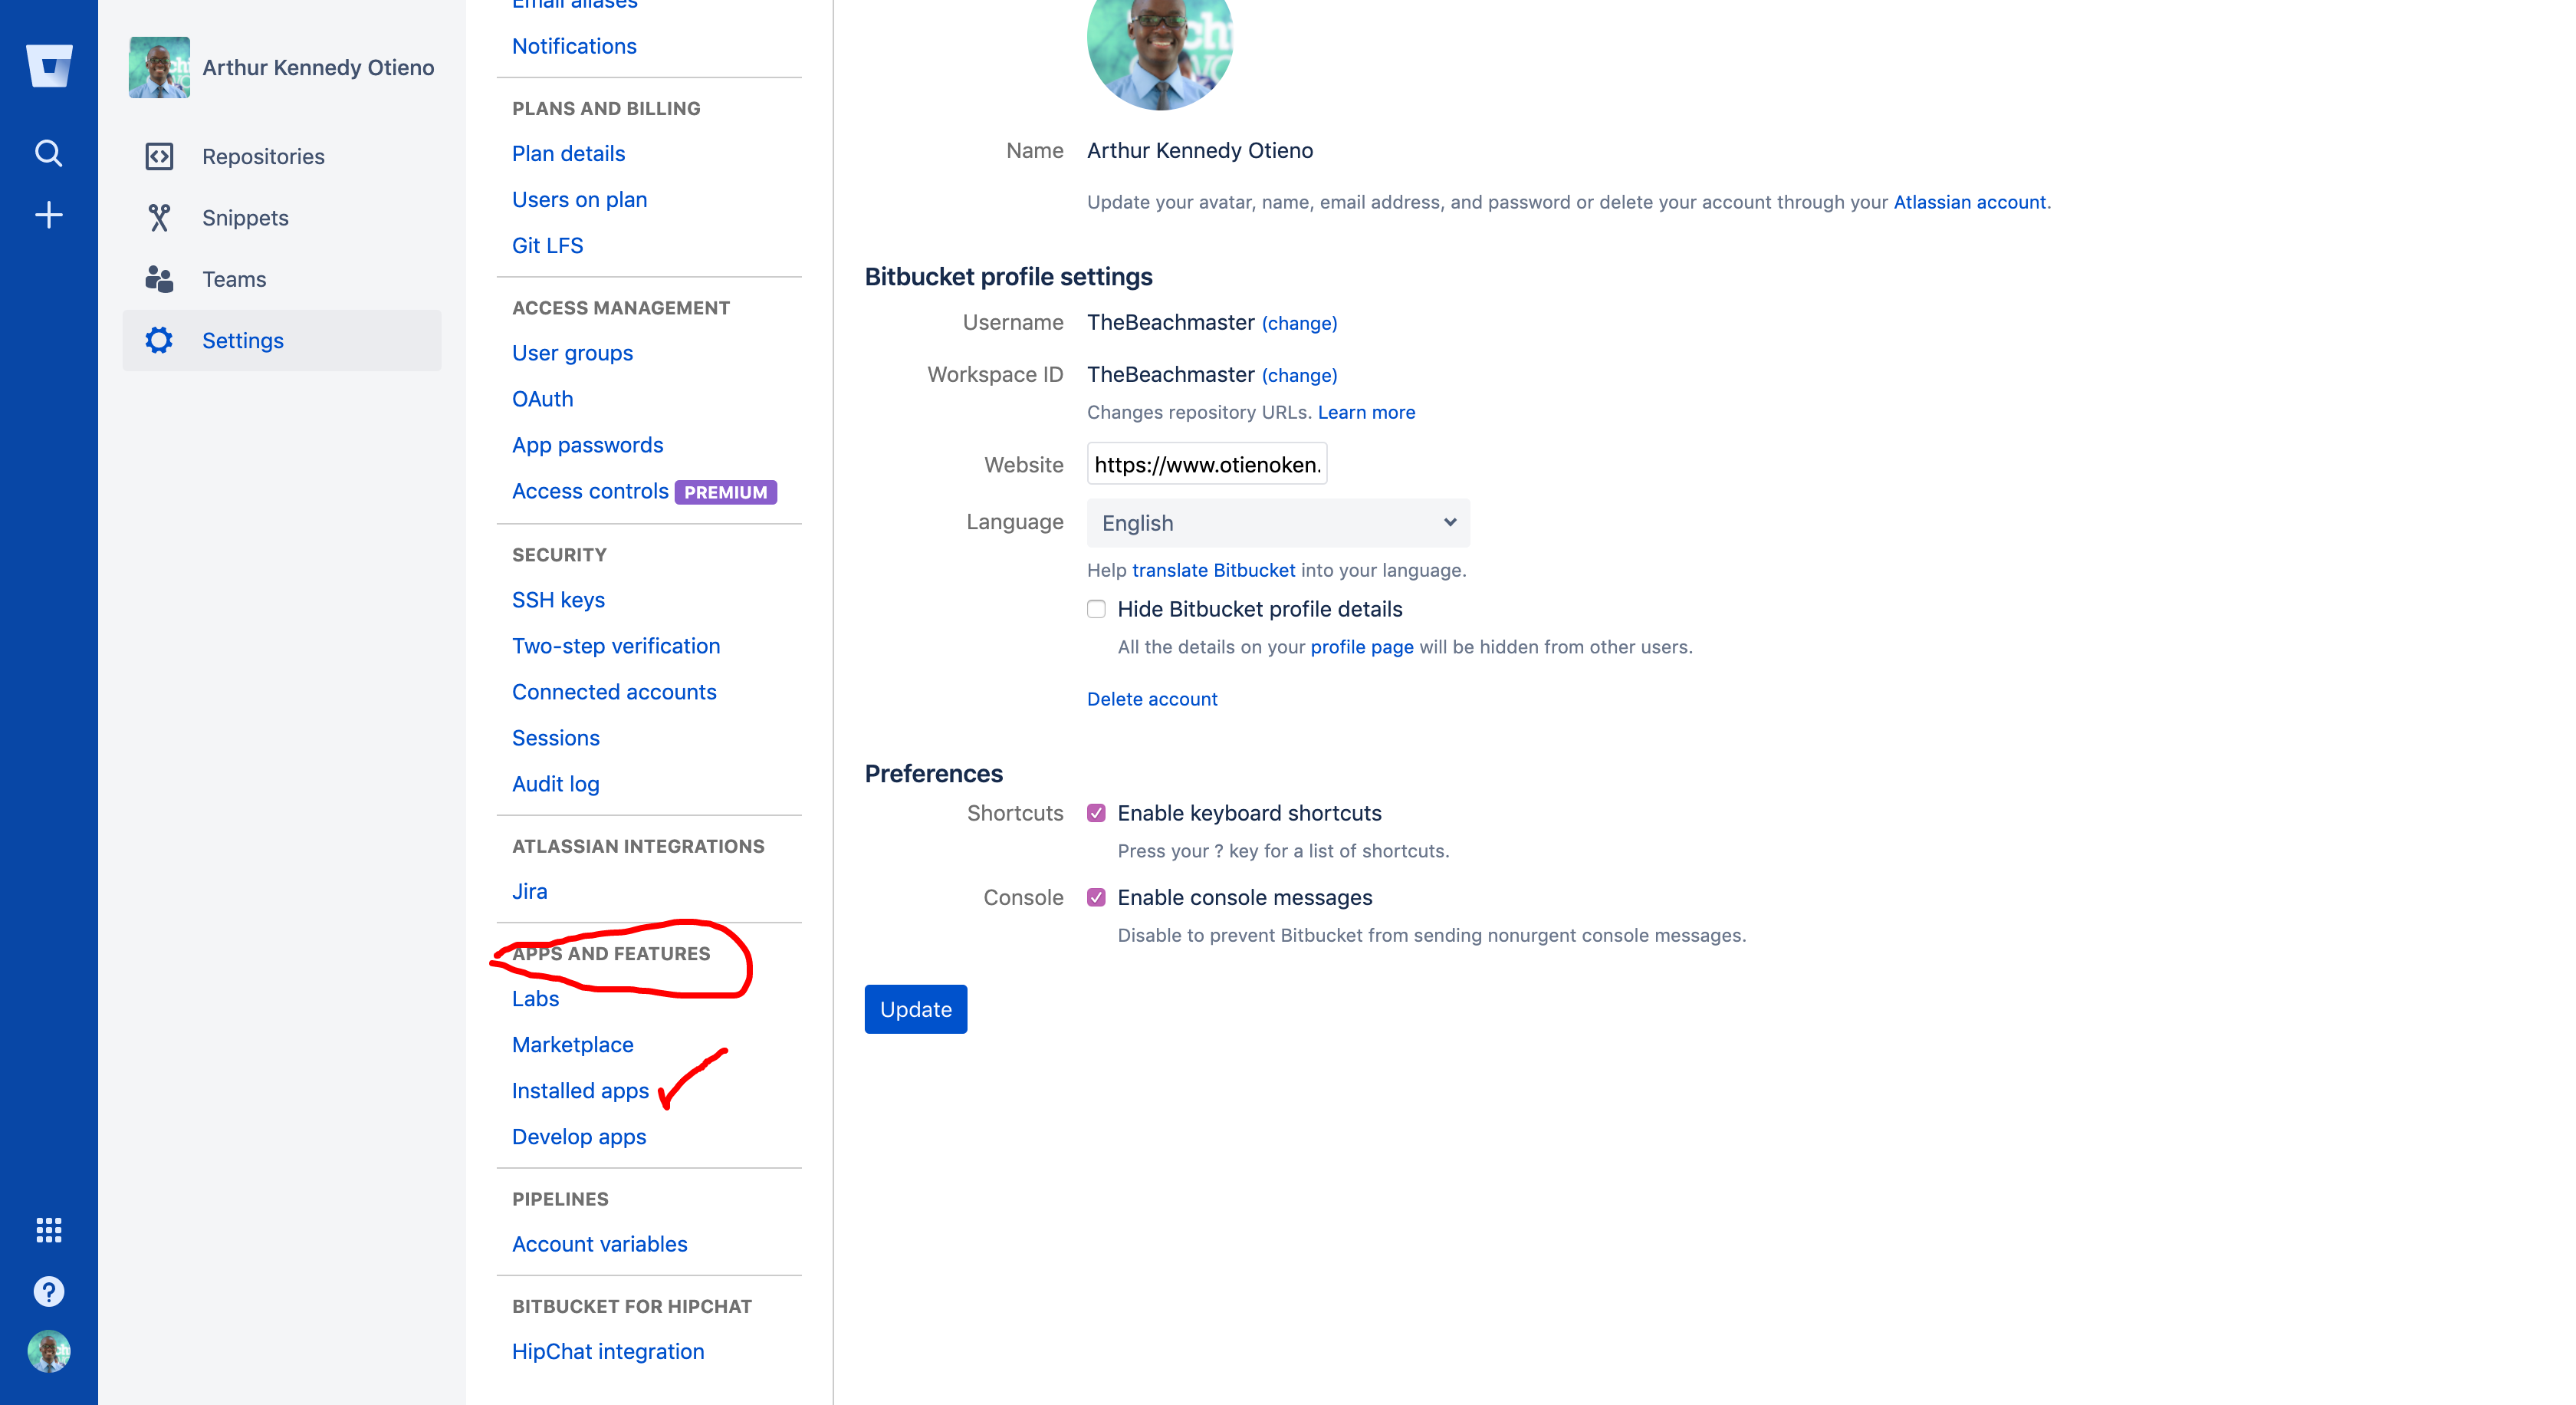 Arthur Kennedy Otieno
Repositories
Snippets
Teams
Settings
Email aliases
Notifications
PLANS AND BILLING
Plan details
Users on plan
Git LFS
ACCESS MANAGEMENT
User groups
OAuth
App passwords
Access controls PREMIUM
SECURITY
SSH keys
Two-step verification
Connected accounts
Sessions
Audit log
ATLASSIAN INTEGRATIONS
Jira
APPS AND FEATURES
Labs
Marketplace
Installed apps
Develop apps
PIPELINES
Account variables
BITBUCKET FOR HIPCHAT
HipChat integration
Name Arthur Kennedy Otieno
Update your avatar, name, email address, and password or delete your account through your Atlassian account.
Bitbucket profile settings
Username TheBeachmaster (change)
Workspace ID TheBeachmaster (change)
Changes repository URLs. Learn more
Website https://www.otienoken.
Language English
Help translate Bitbucket into your language.
Hide Bitbucket profile details
All the details on your profile page will be hidden from other users.
Delete account
Preferences
Shortcuts Enable keyboard shortcuts
Press your ? key for a list of shortcuts.
Console Enable console messages
Disable to prevent Bitbucket from sending nonurgent console messages.
Update